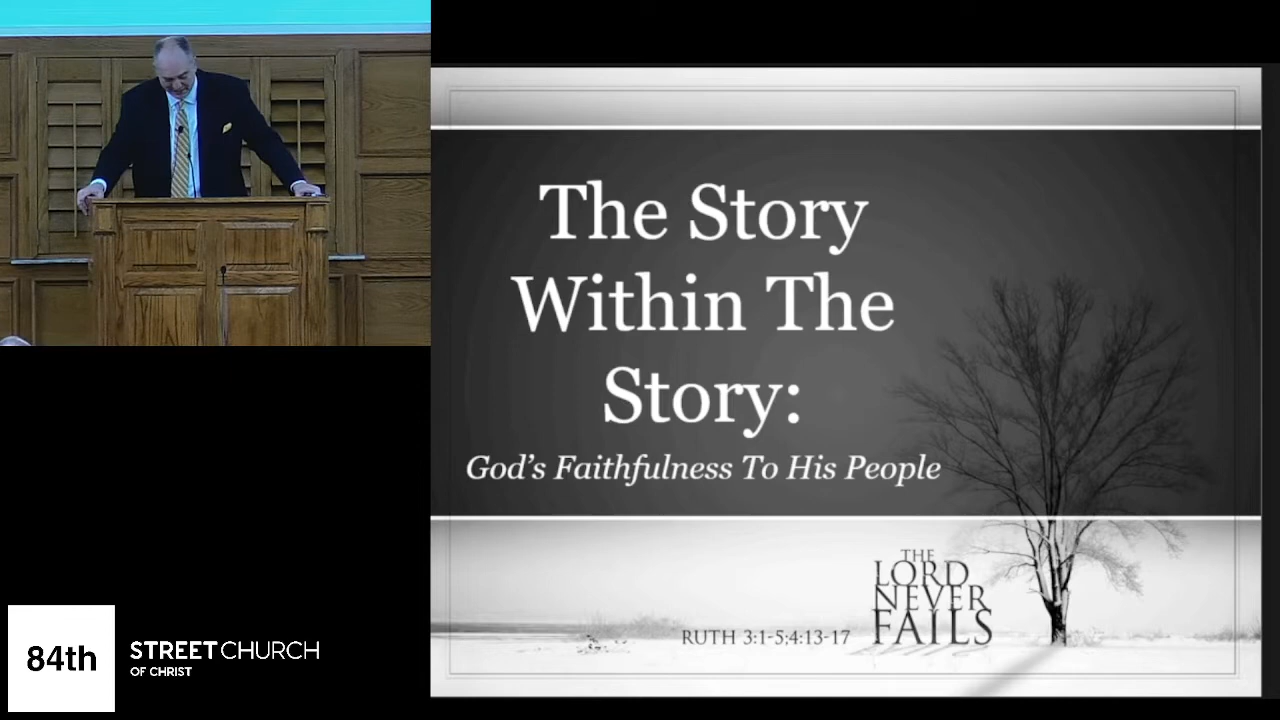 The Story
Within The
Story:
God's Faithfulness To His People
THE
LORD
NEVER
FAILS
RUTH 3:1-5;4:13-17
84th
STREET CHURCH
OF CHRIST